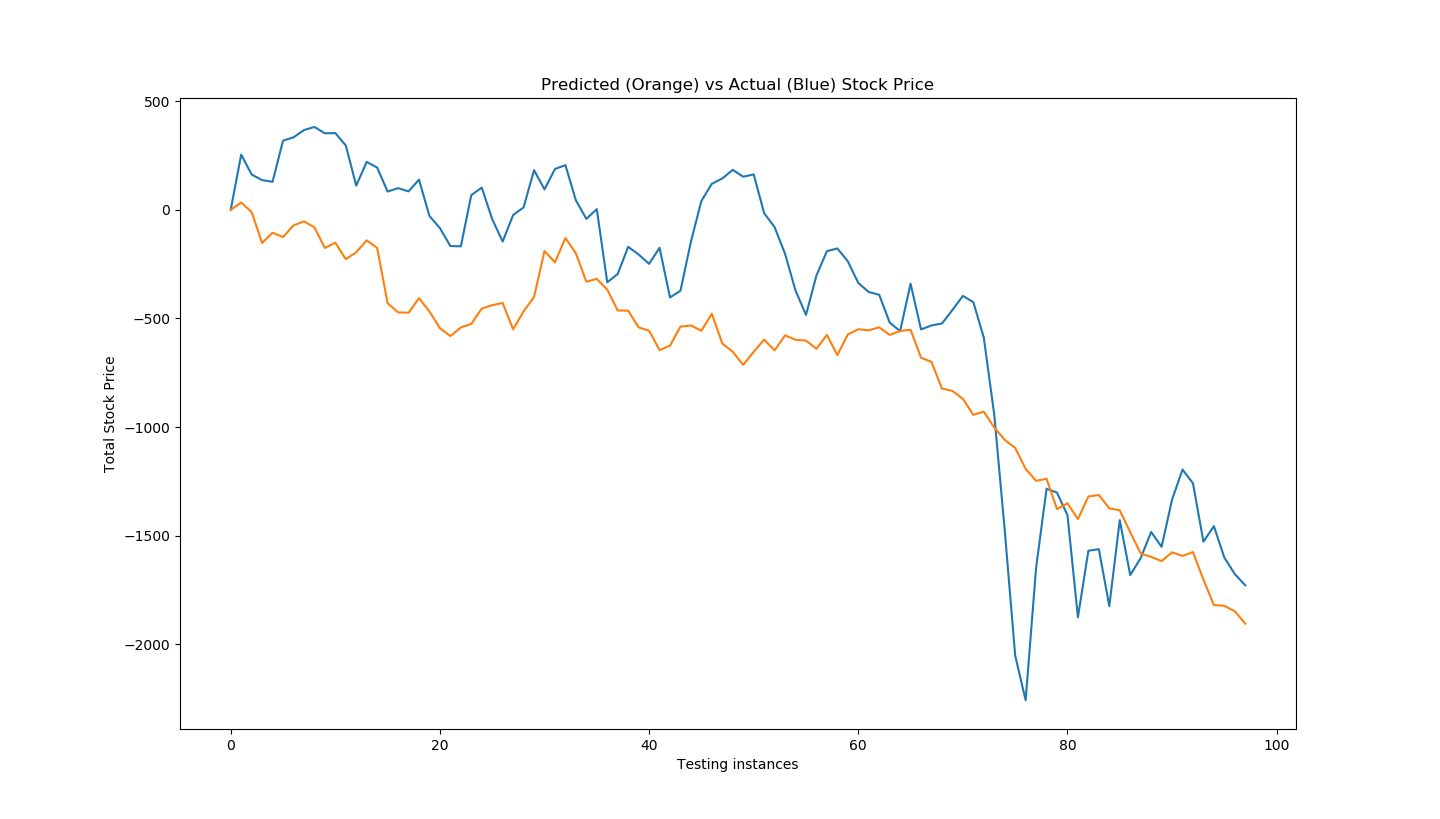 Predicted (Orange) vs Actual (Blue) Stock Price
500
0
−500
−1000
−1500
−2000
Total Stock Price
0 20 40 60 80 100
Testing instances